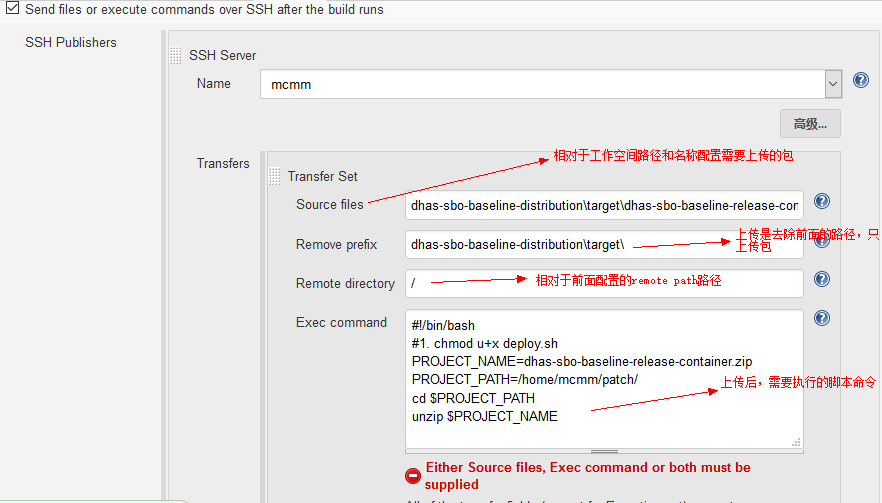 Send files or execute commands over SSH after the build runs
SSH Publishers
SSH Server
Name
mcmm
高级...
Transfers
相对于工作空间路径和名称配置需要上传的包
Transfer Set
Source files
dhas-sbo-baseline-distribution\target\dhas-sbo-baseline-release-con
上传是去除前面的路径，只
上传包
Remove prefix
dhas-sbo-baseline-distribution\target\
Remote directory
/
相对于前面配置的remote path路径
Exec command
#!/bin/bash
#1. chmod u+x deploy.sh
PROJECT_NAME=dhas-sbo-baseline-release-container.zip
PROJECT_PATH=/home/mcmm/patch/
cd $PROJECT_PATH
unzip $PROJECT_NAME
上传后，需要执行的脚本命令
Either Source files, Exec command or both must be
supplied